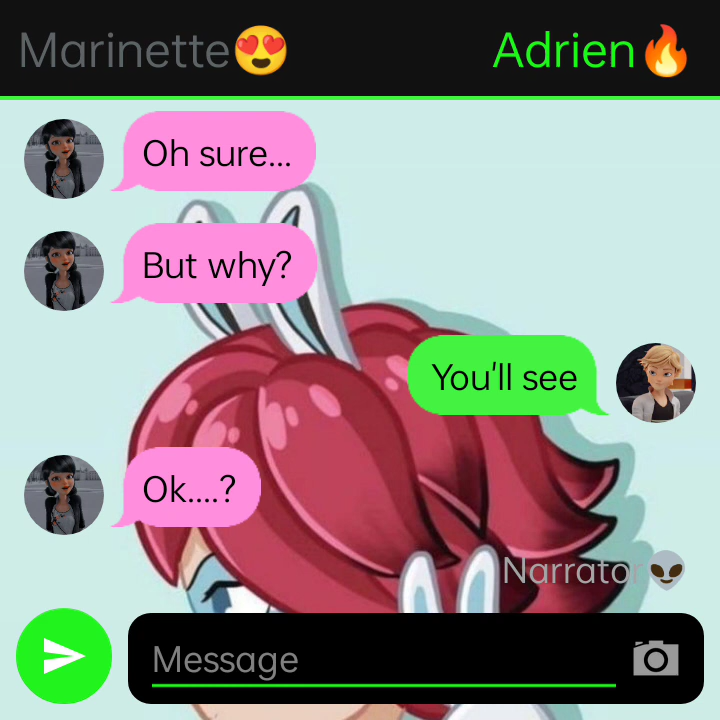 Marinette😍 Adrien🔥
Oh sure...
But why?
You'll see
Ok....?
Narrator👽
Message